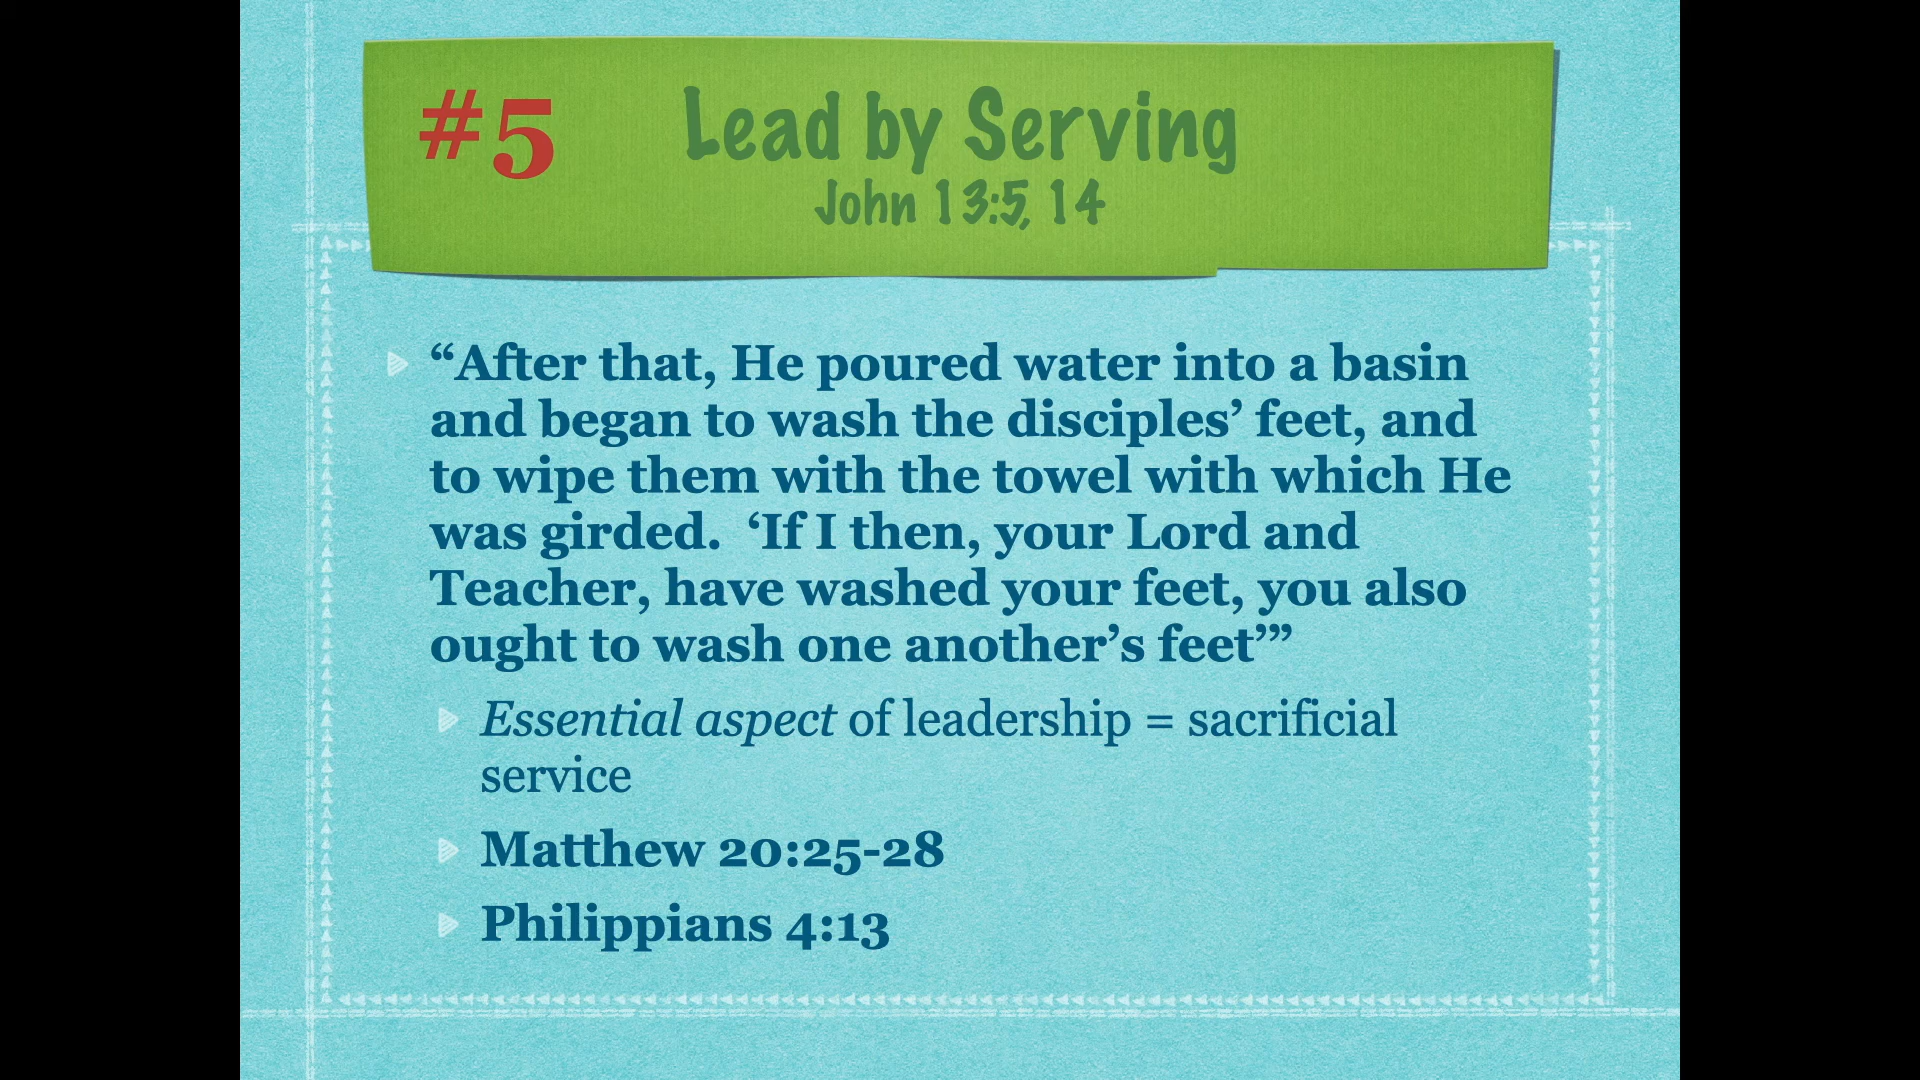 #5 Lead by Serving
John 13:5, 14
“After that, He poured water into a basin
and began to wash the disciples’ feet, and
to wipe them with the towel with which He
was girded.  ‘If I then, your Lord and
Teacher, have washed your feet, you also
ought to wash one another’s feet’”
Essential aspect of leadership = sacrificial
service
Matthew 20:25-28
Philippians 4:13